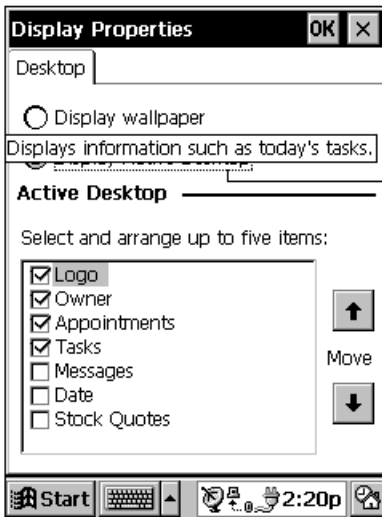 Display Properties OK
Desktop
Display wallpaper
Displays information such as today's tasks.
Active Desktop
Select and arrange up to five items:
Logo
Owner
Appointments
Tasks
Messages
Date
Stock Quotes
Move
Start 2:20p